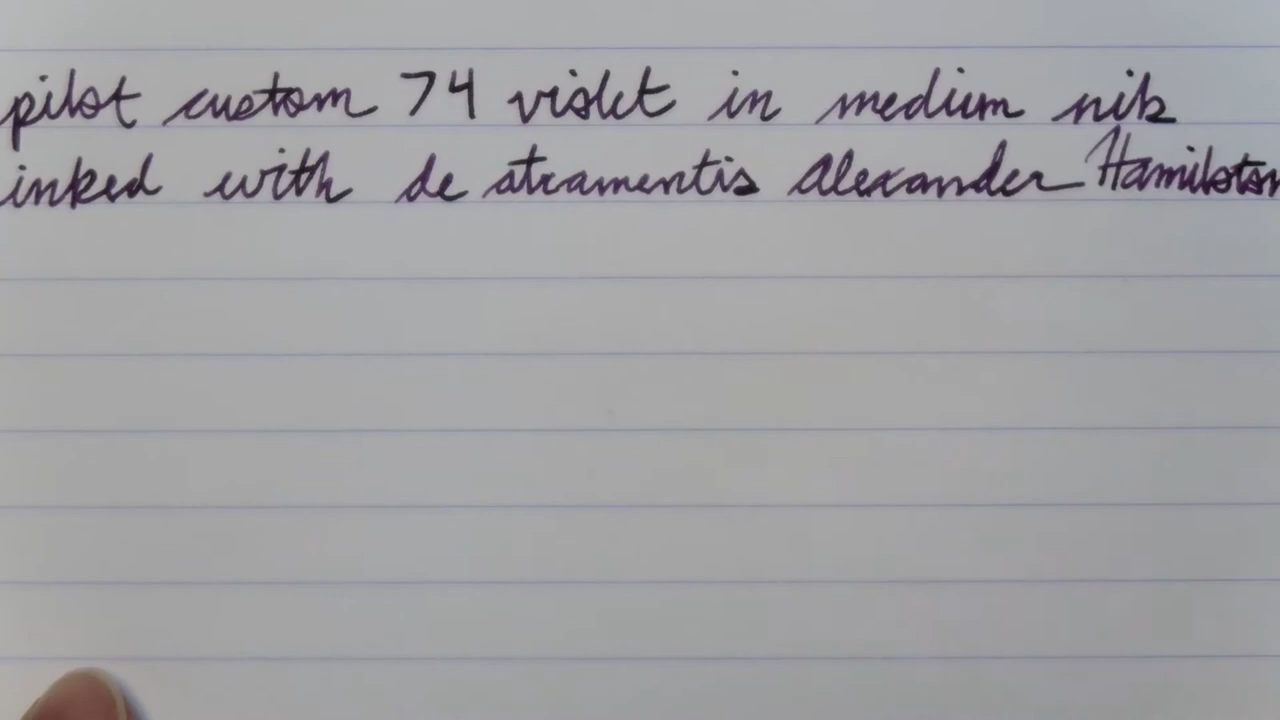 pilot custom 74 violet in medium nib
inked with de atramentis Alexander Hamilton